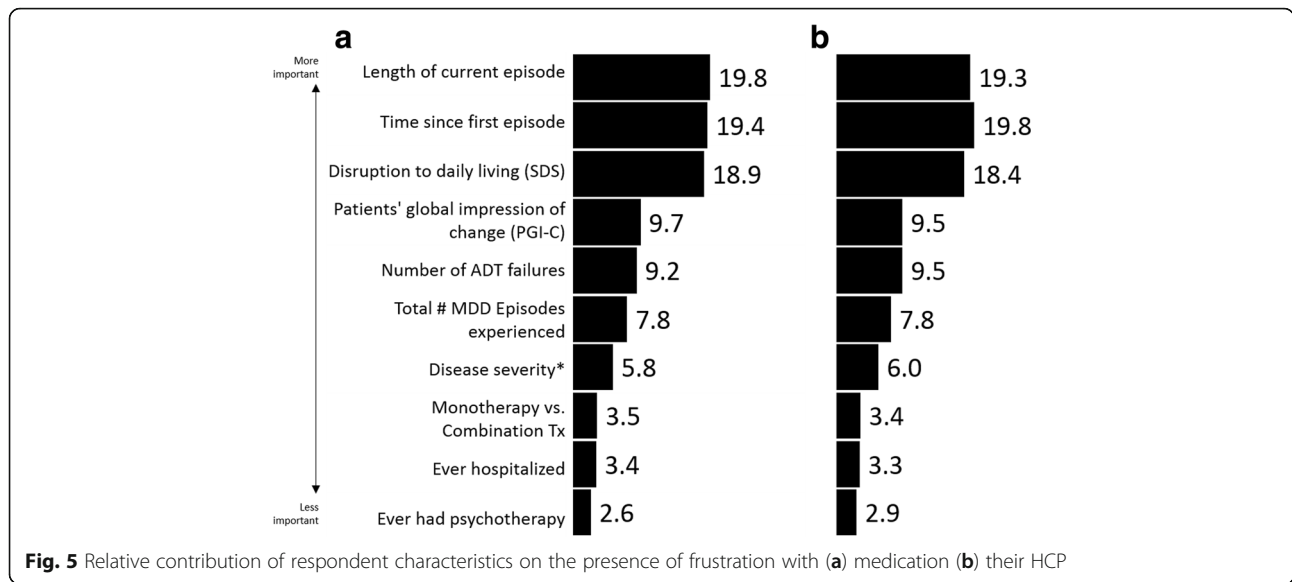 a
b
More
important
Length of current episode 19.8 19.3
Time since first episode 19.4 19.8
Disruption to daily living (SDS) 18.9 18.4
Patients' global impression of
change (PGI-C) 9.7 9.5
Number of ADT failures 9.2 9.5
Total # MDD Episodes
experienced 7.8 7.8
Disease severity* 5.8 6.0
Monotherapy vs.
Combination Tx 3.5 3.4
Ever hospitalized 3.4 3.3
Less
important
Ever had psychotherapy 2.6 2.9
Fig. 5 Relative contribution of respondent characteristics on the presence of frustration with (a) medication (b) their HCP